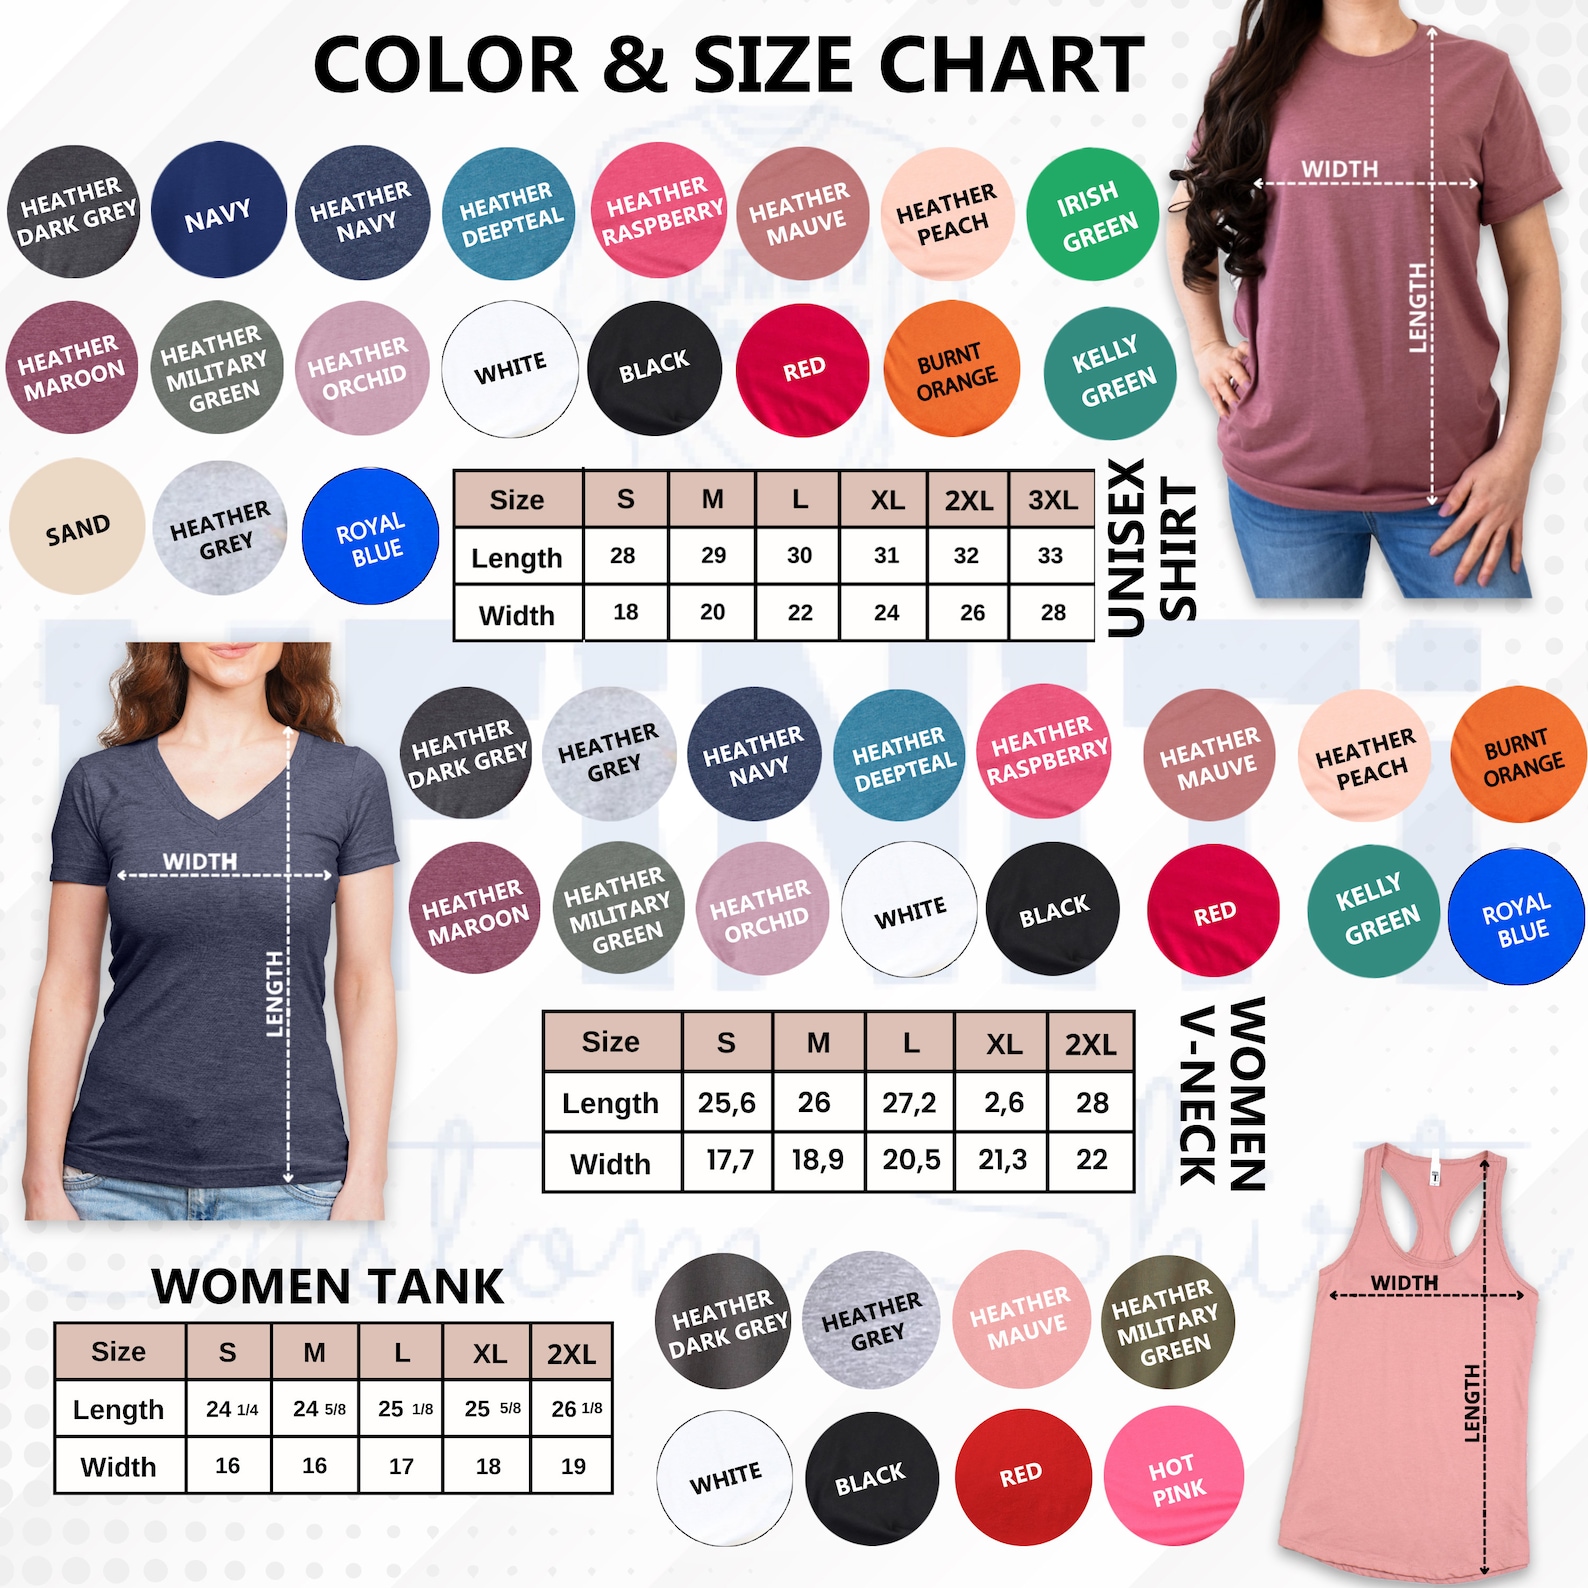 COLOR & SIZE CHART
HEATHER
DARK GREY
NAVY
HEATHER
NAVY
HEATHER
DEEPTEAL
HEATHER
RASPBERRY
HEATHER
MAUVE
HEATHER
PEACH
IRISH
GREEN
WIDTH
LENGTH
HEATHER
MAROON
HEATHER
MILITARY
GREEN
HEATHER
ORCHID
WHITE
BLACK
RED
BURNT
ORANGE
KELLY
GREEN
SAND
HEATHER
GREY
ROYAL
BLUE
Size S M L XL 2XL 3XL
Length 28 29 30 31 32 33
Width 18 20 22 24 26 28
UNISEX
SHIRT
WIDTH
LENGTH
HEATHER
DARK GREY
HEATHER
GREY
HEATHER
NAVY
HEATHER
DEEPTEAL
HEATHER
RASPBERRY
HEATHER
MAUVE
HEATHER
PEACH
BURNT
ORANGE
HEATHER
MAROON
HEATHER
MILITARY
GREEN
HEATHER
ORCHID
WHITE
BLACK
RED
KELLY
GREEN
ROYAL
BLUE
Size S M L XL 2XL
Length 25,6 26 27,2 2,6 28
Width 17,7 18,9 20,5 21,3 22
WOMEN
V-NECK
WOMEN TANK
Size S M L XL 2XL
Length 24 1/4 24 5/8 25 1/8 25 5/8 26 1/8
Width 16 16 17 18 19
HEATHER
DARK GREY
HEATHER
GREY
HEATHER
MAUVE
HEATHER
MILITARY
GREEN
WHITE
BLACK
RED
HOT
PINK
WIDTH
LENGTH